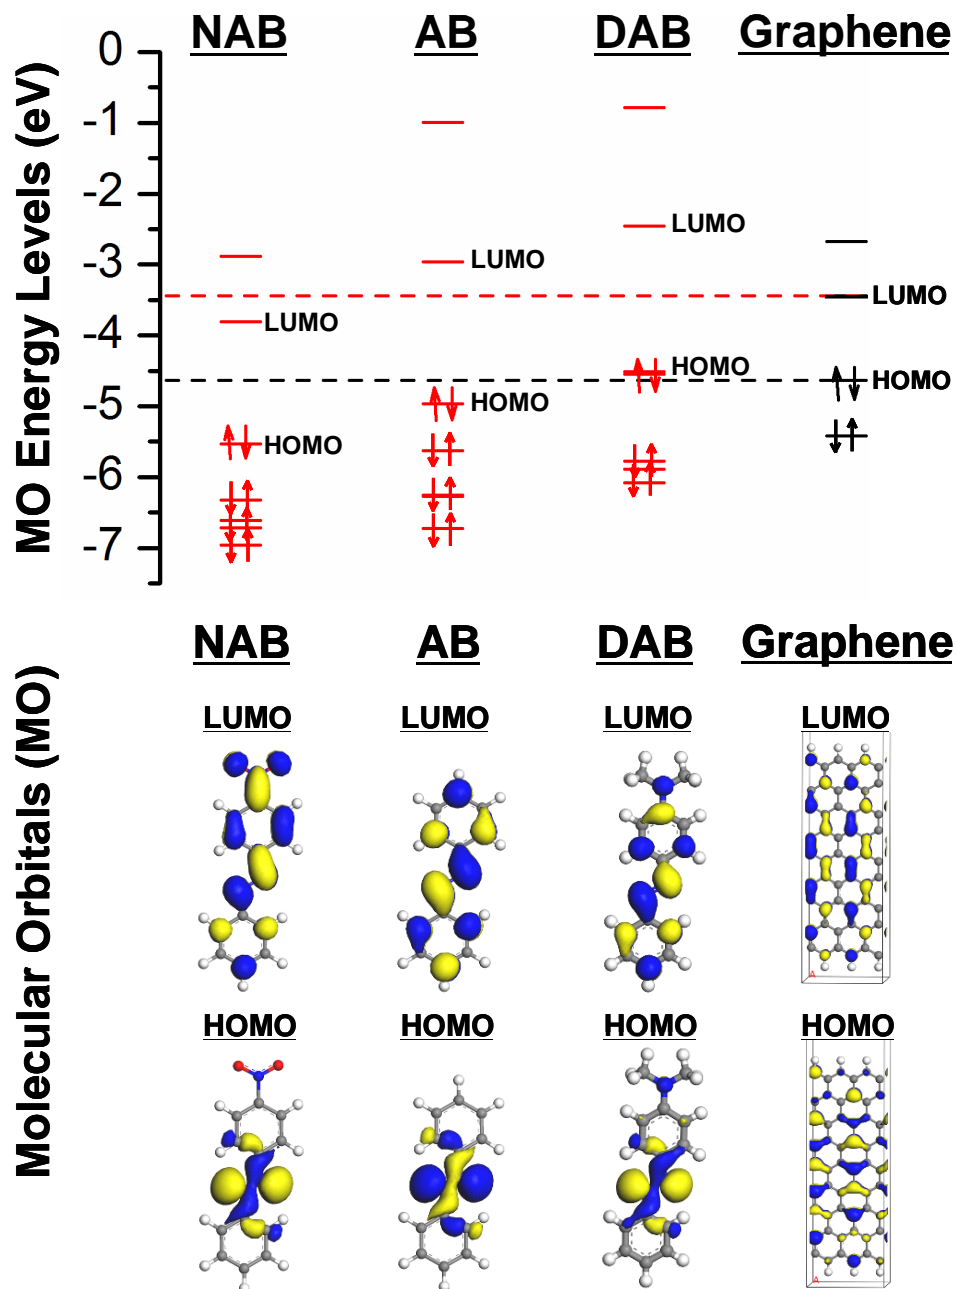 NAB AB DAB Graphene
MO Energy Levels (eV)
0
-1
-2
-3
-4
-5
-6
-7
LUMO
LUMO
LUMO
LUMO
HOMO
HOMO
HOMO
HOMO
Molecular Orbitals (MO)
NAB AB DAB Graphene
LUMO LUMO LUMO LUMO
A
HOMO HOMO HOMO HOMO
A